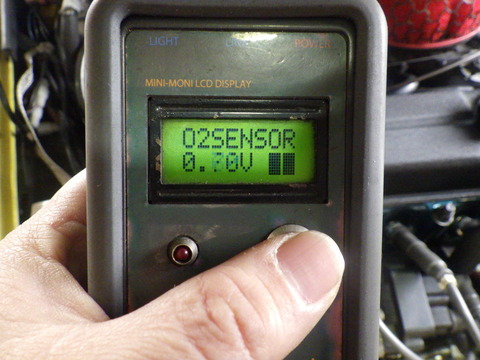 LIGHT POWER
MINI-MONI LCD DISPLAY
O2SENSOR
0.70V